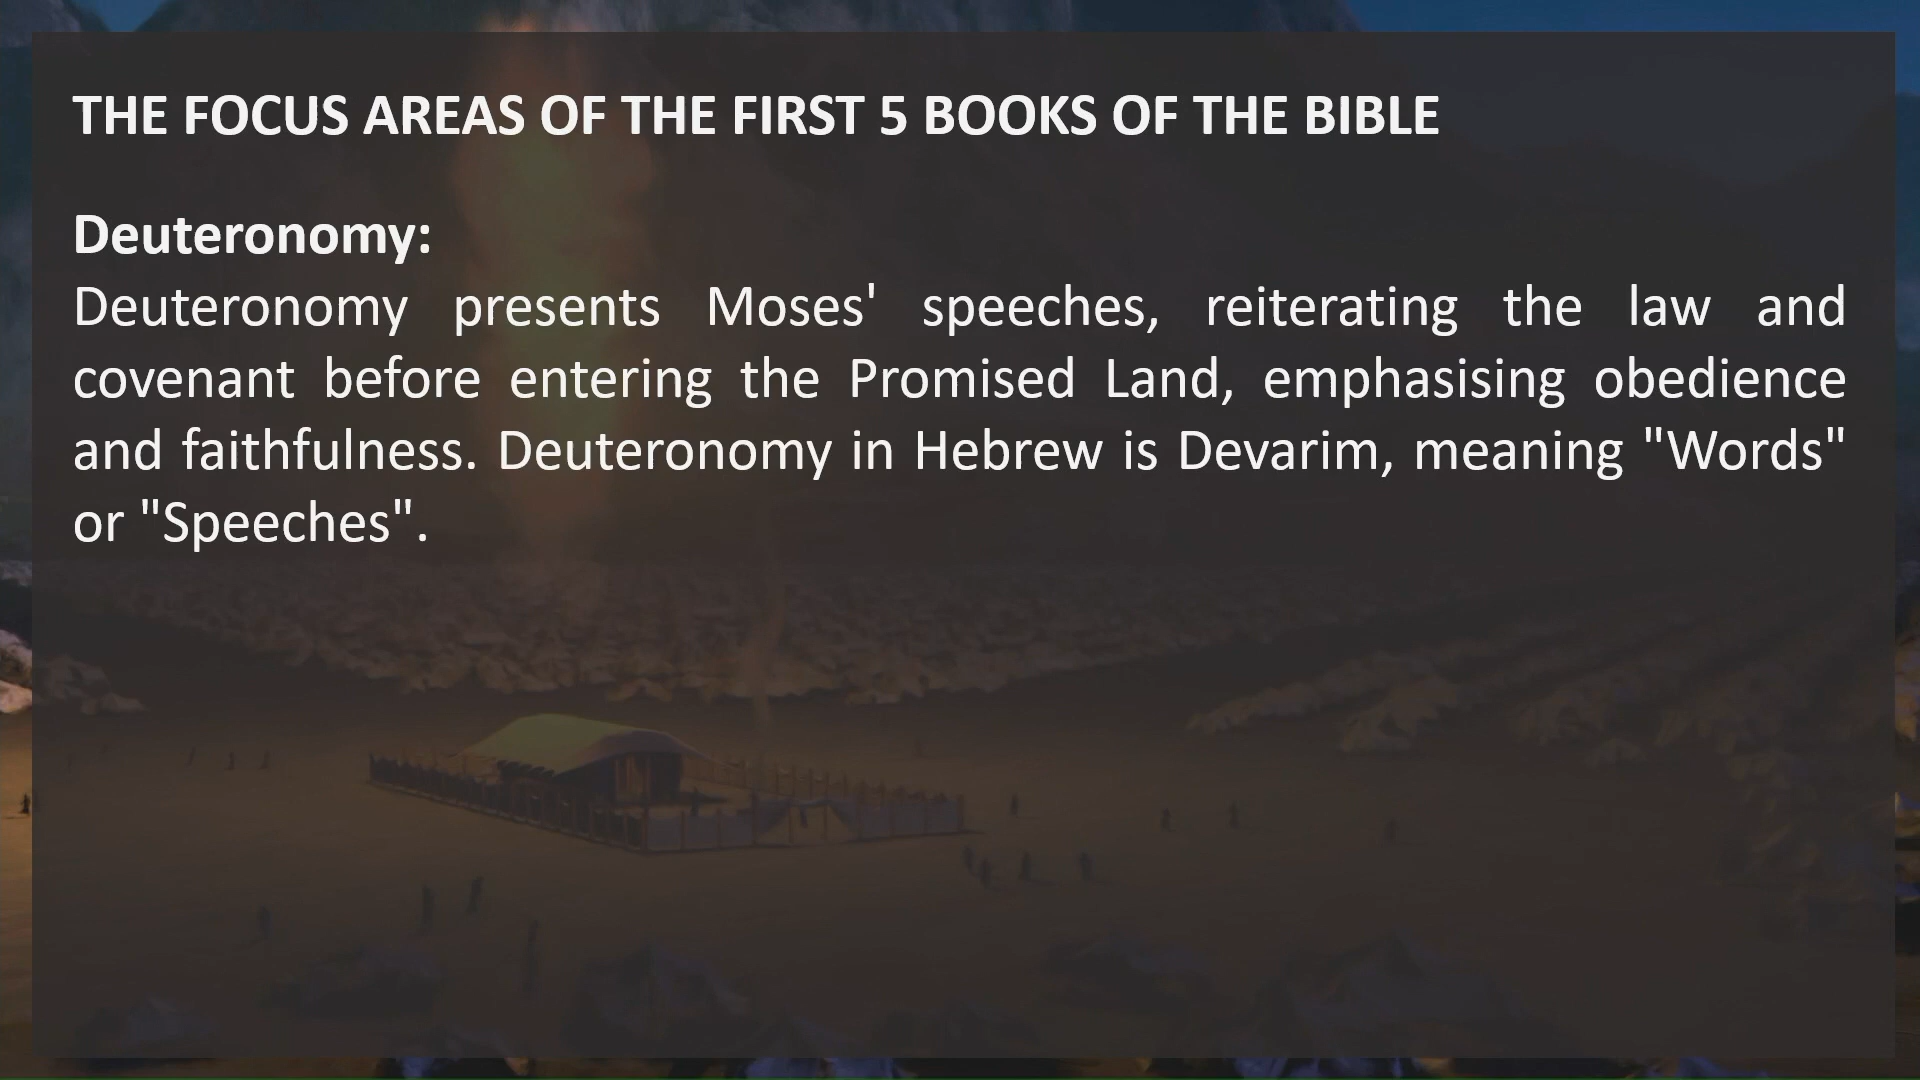 THE FOCUS AREAS OF THE FIRST 5 BOOKS OF THE BIBLE
Deuteronomy:
Deuteronomy presents Moses' speeches, reiterating the law and
covenant before entering the Promised Land, emphasising obedience
and faithfulness. Deuteronomy in Hebrew is Devarim, meaning "Words"
or "Speeches".